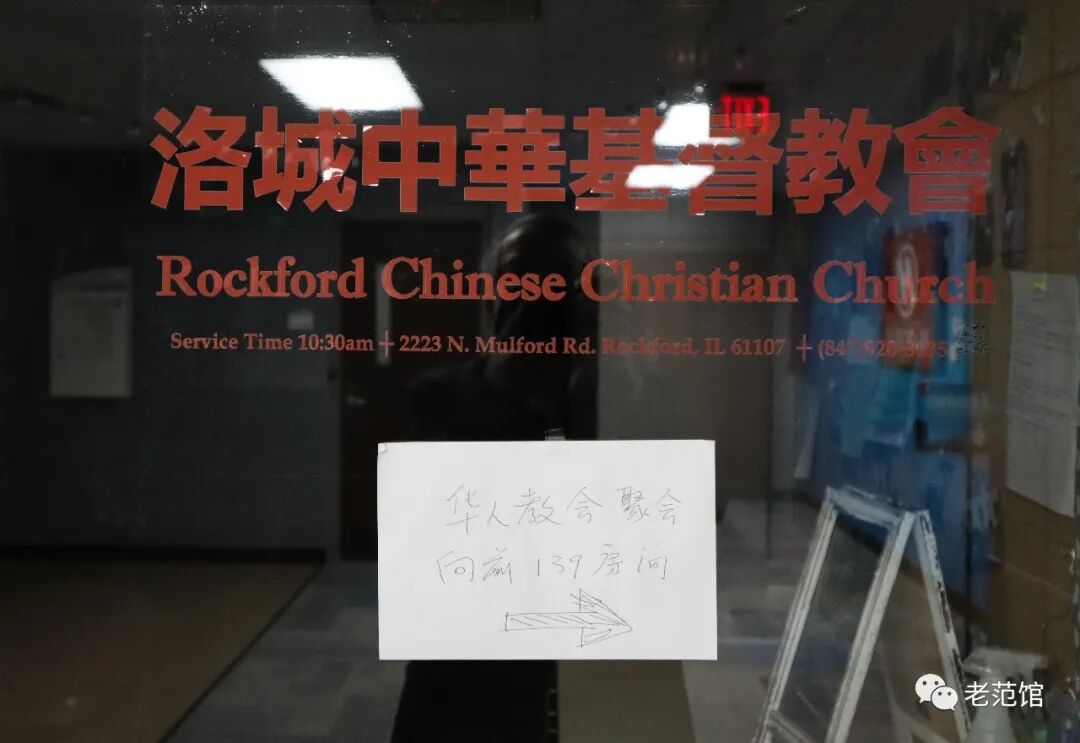 洛城中華基督教會
Rockford Chinese Christian Church
Service Time 10:30am 2223 N. Mulford Rd. Rockford, IL 61107
华人教会聚会
向前139房间
老范馆